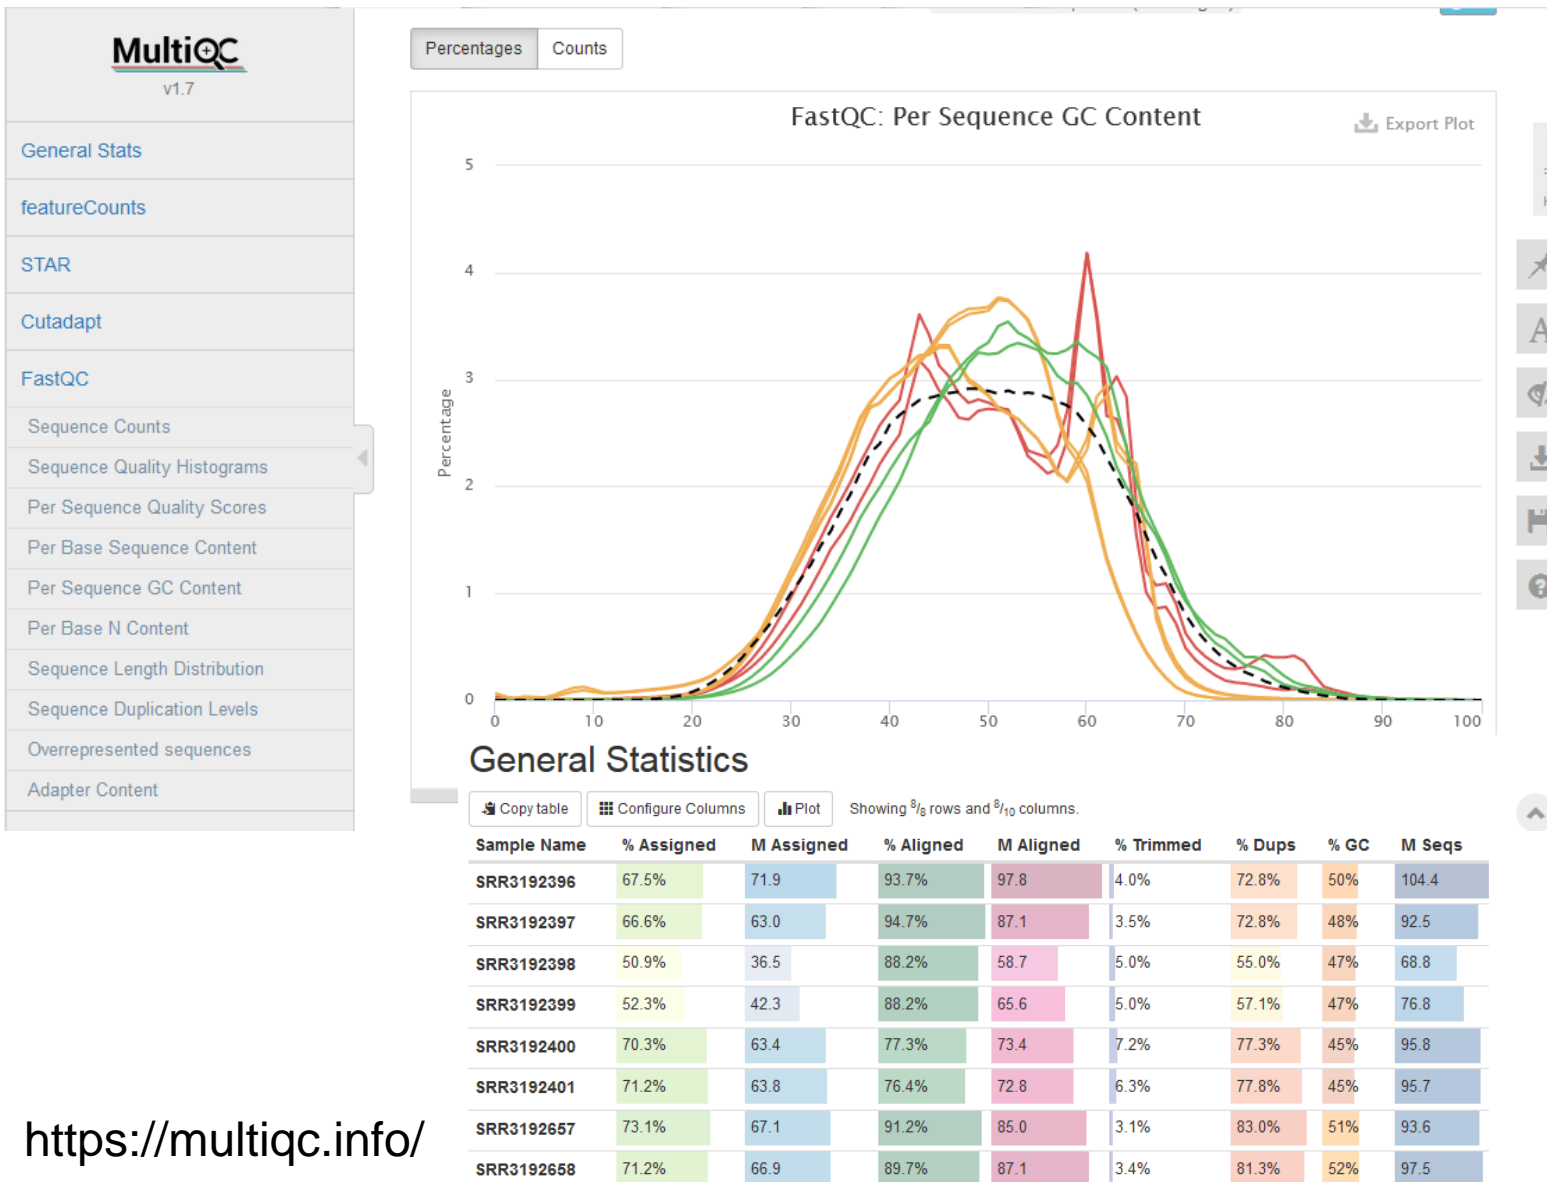 MultiQC
v1.7
General Stats
featureCounts
STAR
Cutadapt
FastQC
Sequence Counts
Sequence Quality Histograms
Per Sequence Quality Scores
Per Base Sequence Content
Per Sequence GC Content
Per Base N Content
Sequence Length Distribution
Sequence Duplication Levels
Overrepresented sequences
Adapter Content
Percentages Counts
FastQC: Per Sequence GC Content
Export Plot
Percentage
5
4
3
2
1
0
0 10 20 30 40 50 60 70 80 90 100
General Statistics
Copy table Configure Columns Plot Showing 8/8 rows and 8/10 columns.
Sample Name % Assigned M Assigned % Aligned M Aligned % Trimmed % Dups % GC M Seqs
SRR3192396 67.5% 71.9 93.7% 97.8 4.0% 72.8% 50% 104.4
SRR3192397 66.6% 63.0 94.7% 87.1 3.5% 72.8% 48% 92.5
SRR3192398 50.9% 36.5 88.2% 58.7 5.0% 55.0% 47% 68.8
SRR3192399 52.3% 42.3 88.2% 65.6 5.0% 57.1% 47% 76.8
SRR3192400 70.3% 63.4 77.3% 73.4 7.2% 77.3% 45% 95.8
SRR3192401 71.2% 63.8 76.4% 72.8 6.3% 77.8% 45% 95.7
SRR3192657 73.1% 67.1 91.2% 85.0 3.1% 83.0% 51% 93.6
SRR3192658 71.2% 66.9 89.7% 87.1 3.4% 81.3% 52% 97.5
https://multiqc.info/